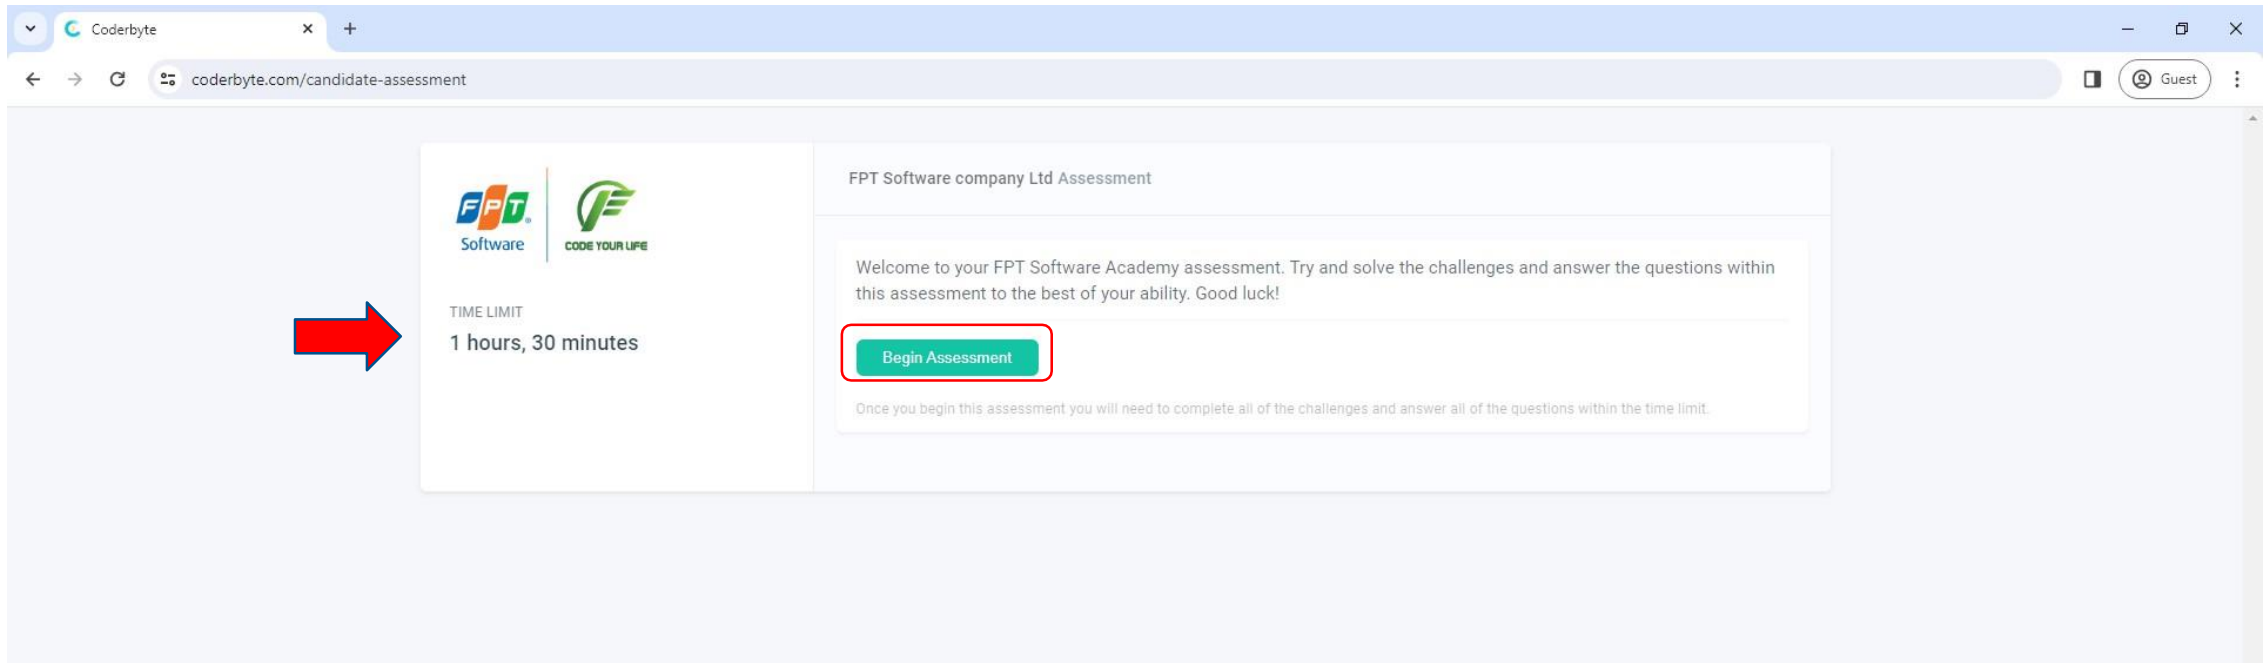 Coderbyte
coderbyte.com/candidate-assessment
Guest
FPT
Software
CODE YOUR LIFE
TIME LIMIT
1 hours, 30 minutes
FPT Software company Ltd Assessment
Welcome to your FPT Software Academy assessment. Try and solve the challenges and answer the questions within
this assessment to the best of your ability. Good luck!
Begin Assessment
Once you begin this assessment you will need to complete all of the challenges and answer all of the questions within the time limit.